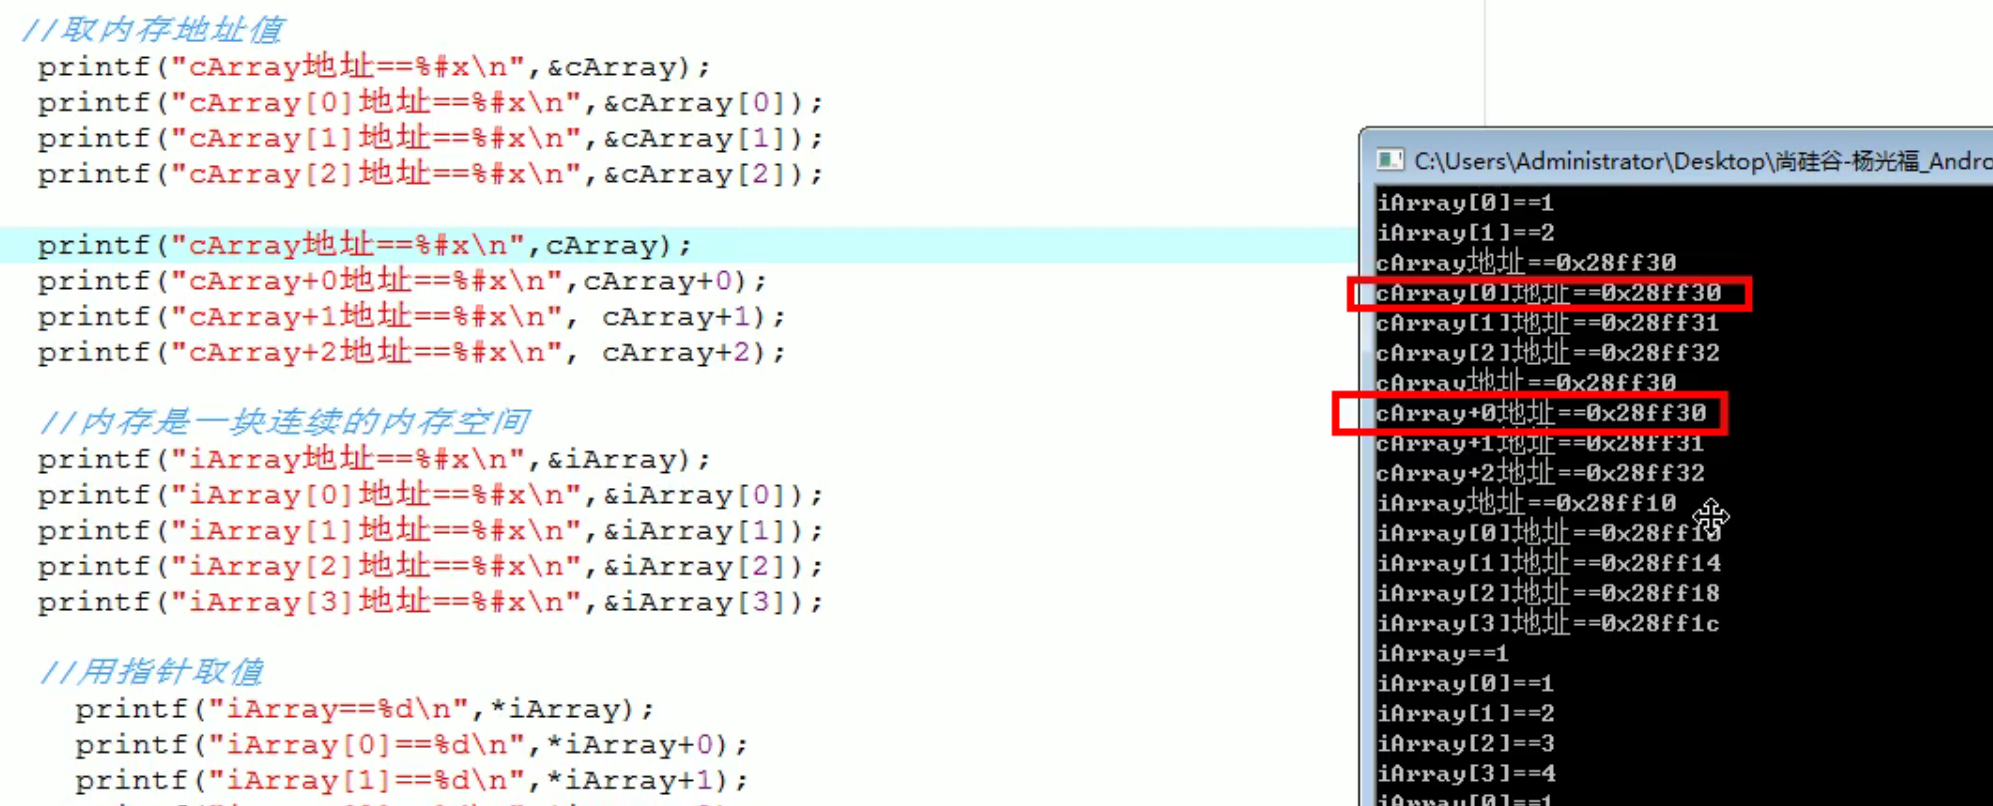 //取内存地址值
printf("cArray地址==%#x\n",&cArray);
printf("cArray[0]地址==%#x\n",&cArray[0]);
printf("cArray[1]地址==%#x\n",&cArray[1]);
printf("cArray[2]地址==%#x\n",&cArray[2]);
printf("cArray地址==%#x\n",cArray);
printf("cArray+0地址==%#x\n",cArray+0);
printf("cArray+1地址==%#x\n", cArray+1);
printf("cArray+2地址==%#x\n", cArray+2);
//内存是一块连续的内存空间
printf("iArray地址==%#x\n",&iArray);
printf("iArray[0]地址==%#x\n",&iArray[0]);
printf("iArray[1]地址==%#x\n",&iArray[1]);
printf("iArray[2]地址==%#x\n",&iArray[2]);
printf("iArray[3]地址==%#x\n",&iArray[3]);
//用指针取值
printf("iArray==%d\n",*iArray);
printf("iArray[0]==%d\n",*iArray+0);
printf("iArray[1]==%d\n",*iArray+1);
C:\Users\Administrator\Desktop\尚硅谷-杨光福_Andro
iArray[0]==1
iArray[1]==2
cArray地址==0x28ff30
cArray[0]地址==0x28ff30
cArray[1]地址==0x28ff31
cArray[2]地址==0x28ff32
cArray地址==0x28ff30
cArray+0地址==0x28ff30
cArray+1地址==0x28ff31
cArray+2地址==0x28ff32
iArray地址==0x28ff10
iArray[0]地址==0x28ff10
iArray[1]地址==0x28ff14
iArray[2]地址==0x28ff18
iArray[3]地址==0x28ff1c
iArray==1
iArray[0]==1
iArray[1]==2
iArray[2]==3
iArray[3]==4
iArray[0]==1